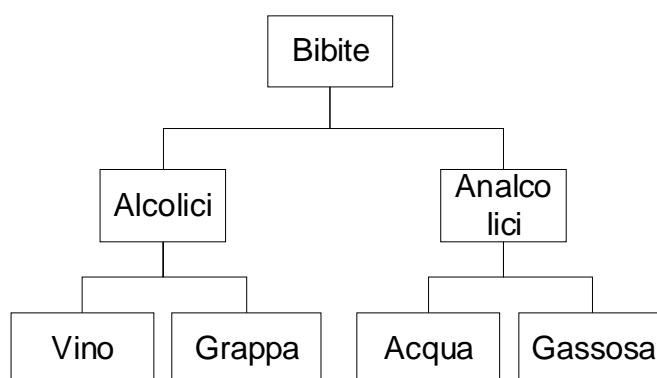 Bibite
Alcolici
Analco
lici
Vino
Grappa
Acqua
Gassosa